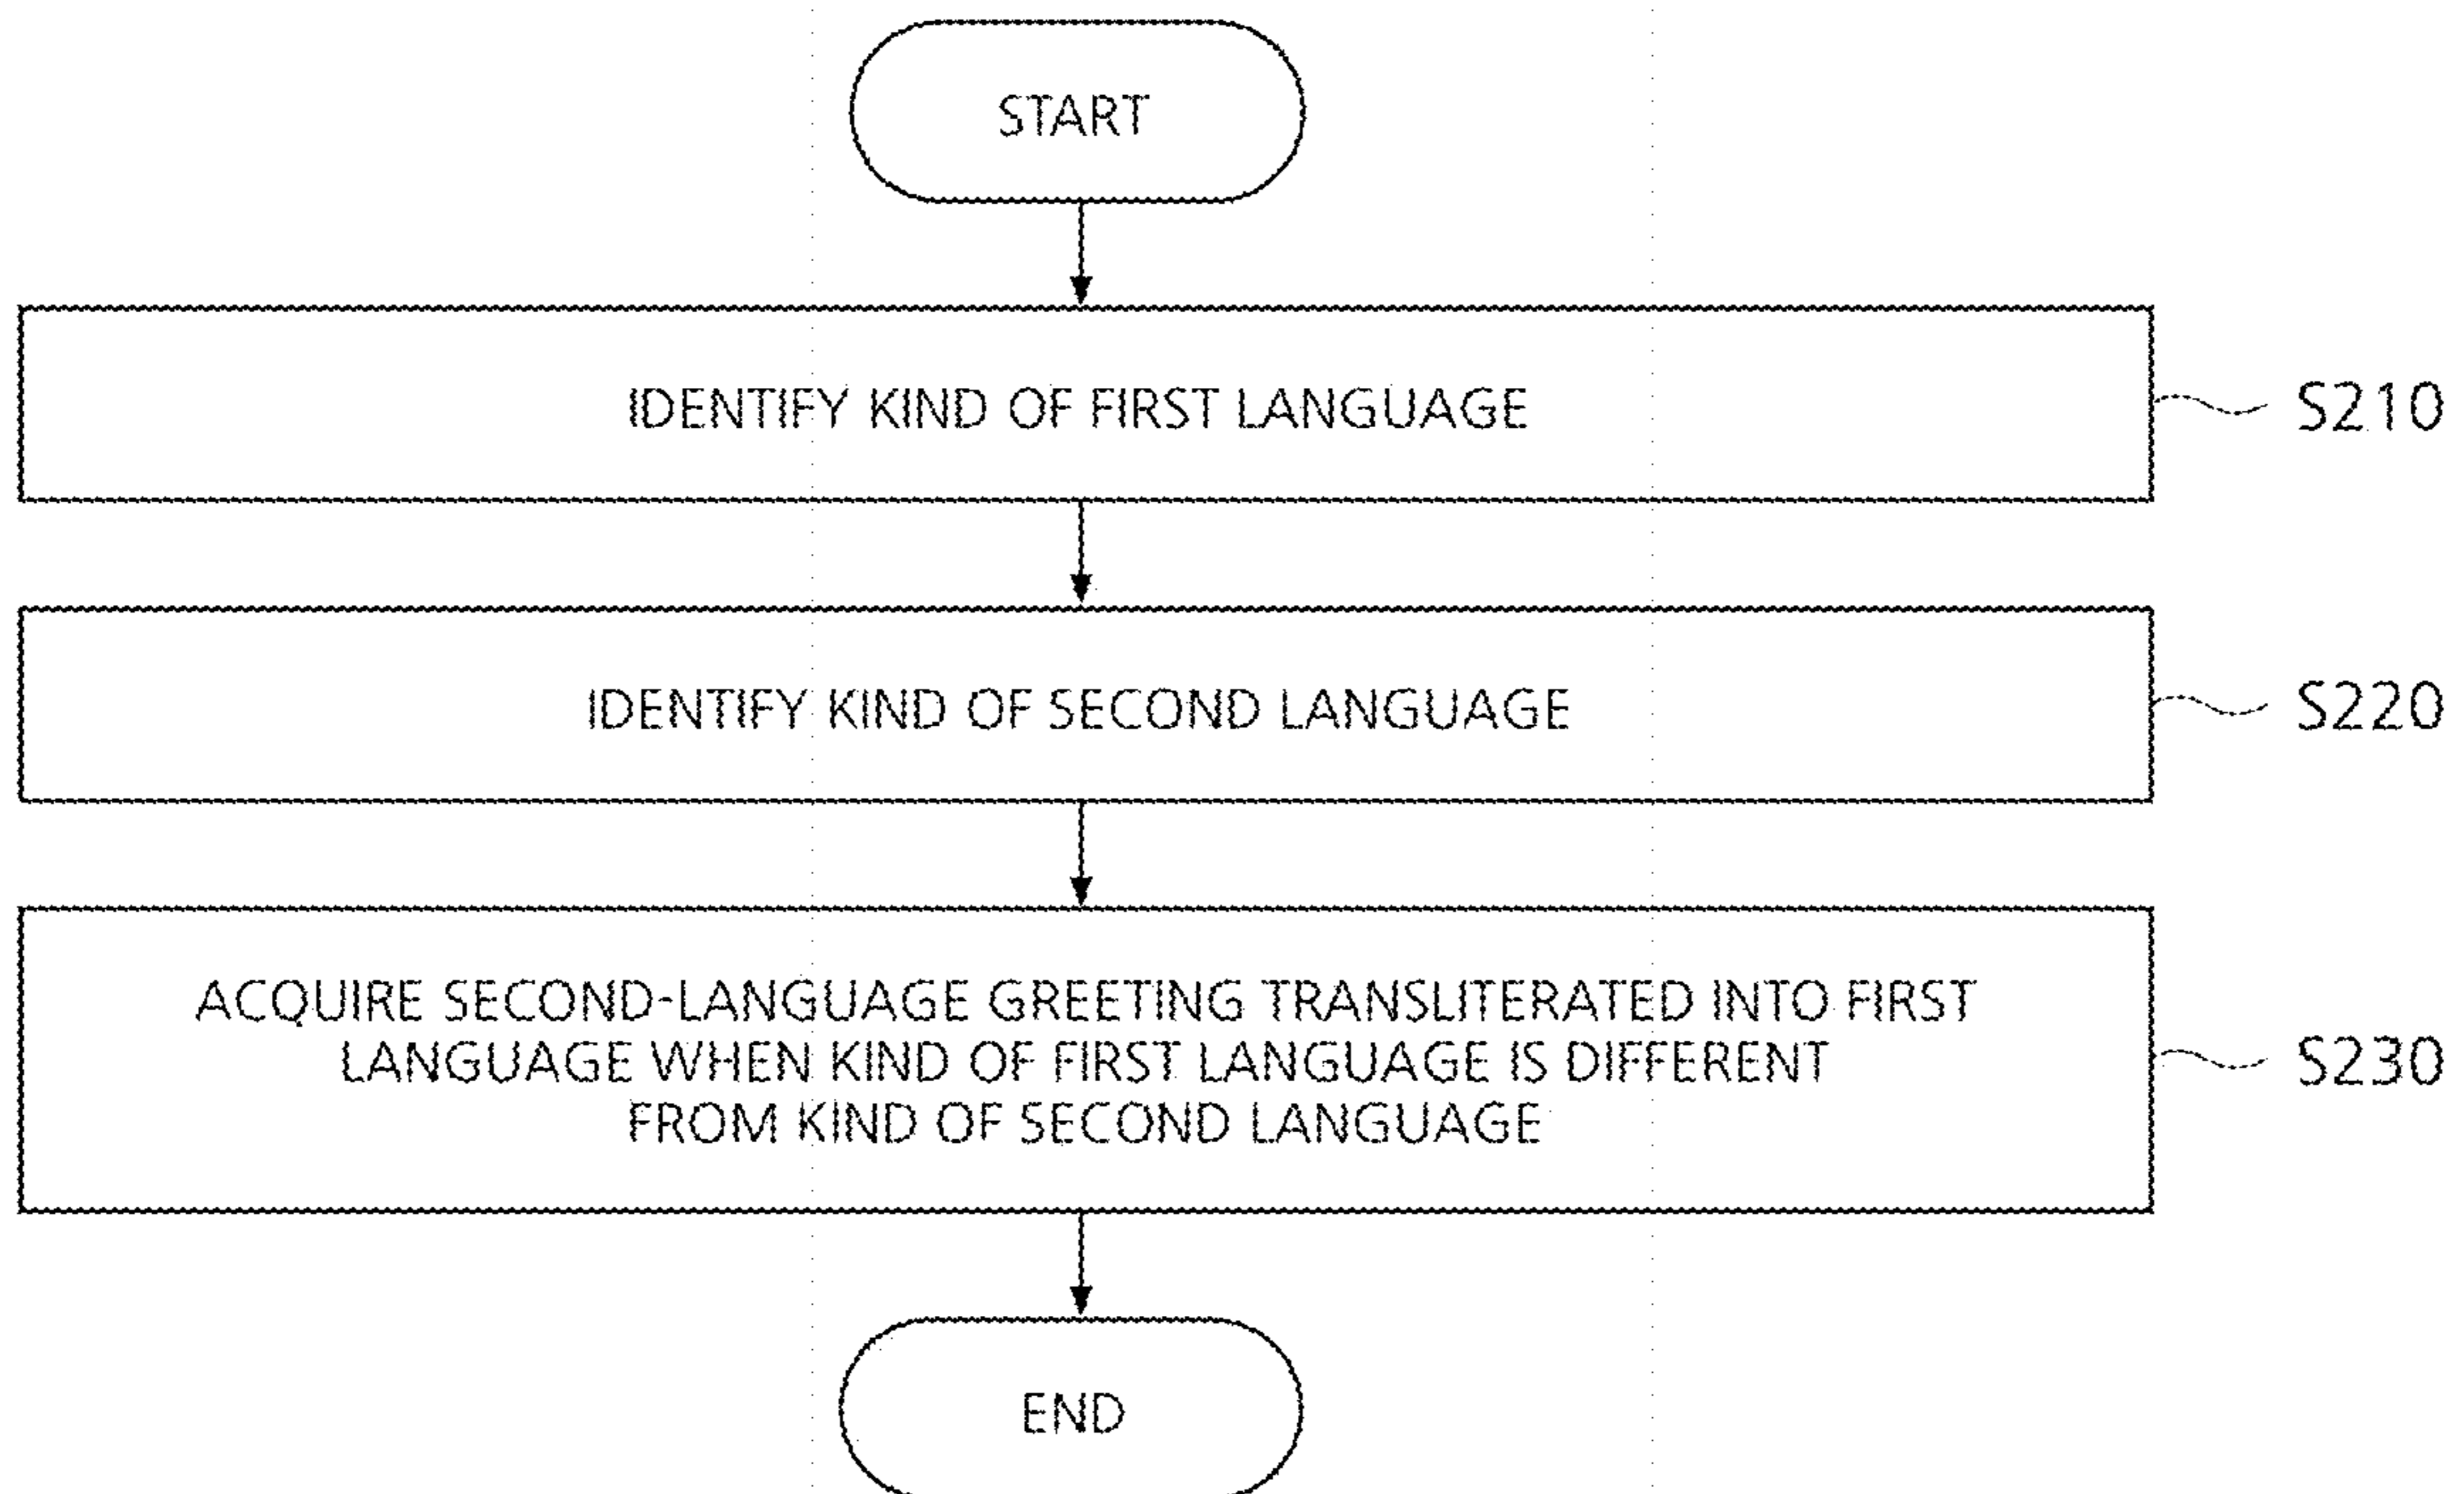 START
IDENTIFY KIND OF FIRST LANGUAGE
S210
IDENTIFY KIND OF SECOND LANGUAGE
S220
ACQUIRE SECOND-LANGUAGE GREETING TRANSLITERATED INTO FIRST
LANGUAGE WHEN KIND OF FIRST LANGUAGE IS DIFFERENT
FROM KIND OF SECOND LANGUAGE
S230
END